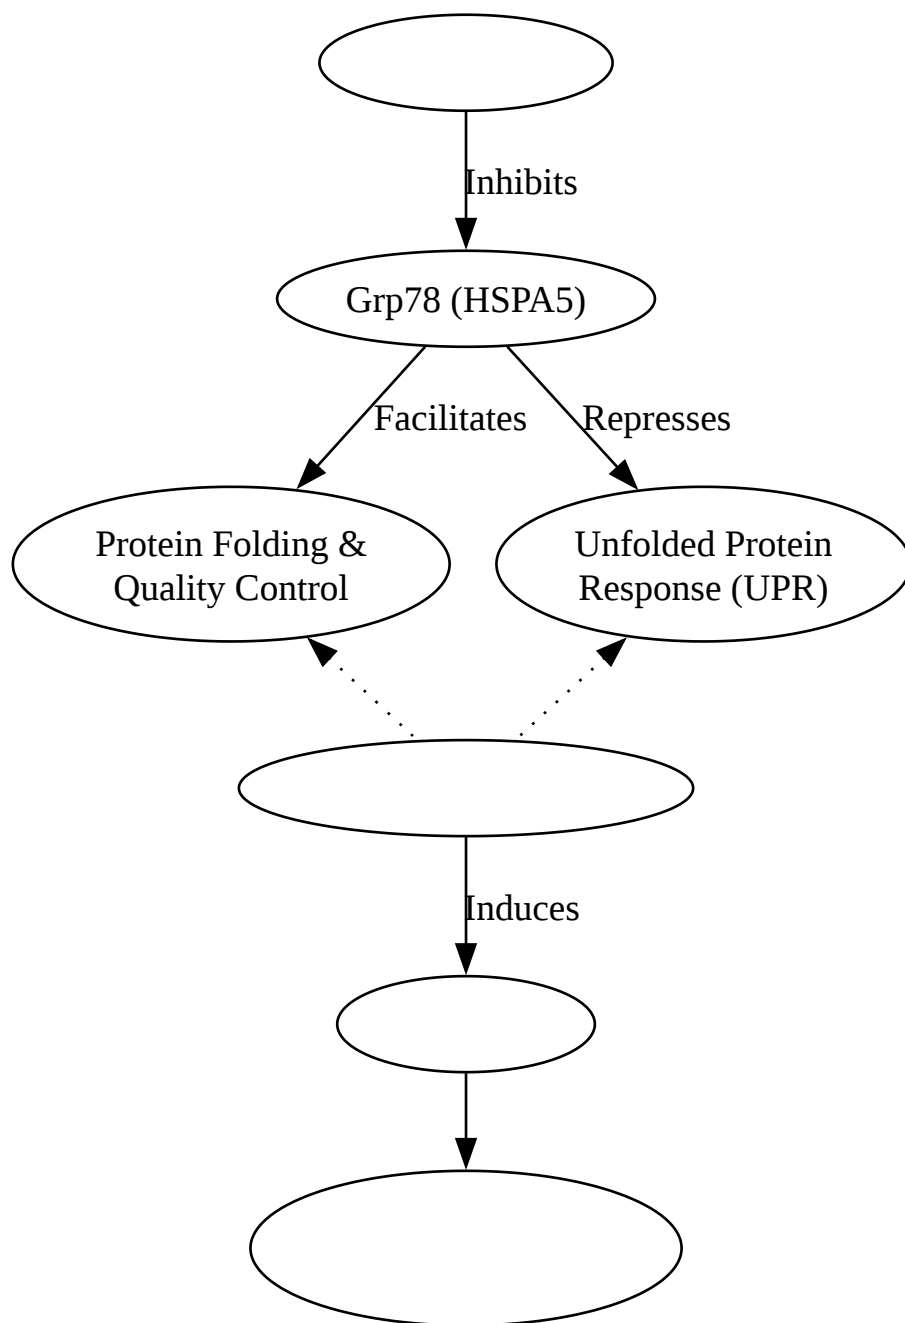 Inhibits
Grp78 (HSPA5)
Facilitates
Represses
Protein Folding &
Quality Control
Unfolded Protein
Response (UPR)
Induces